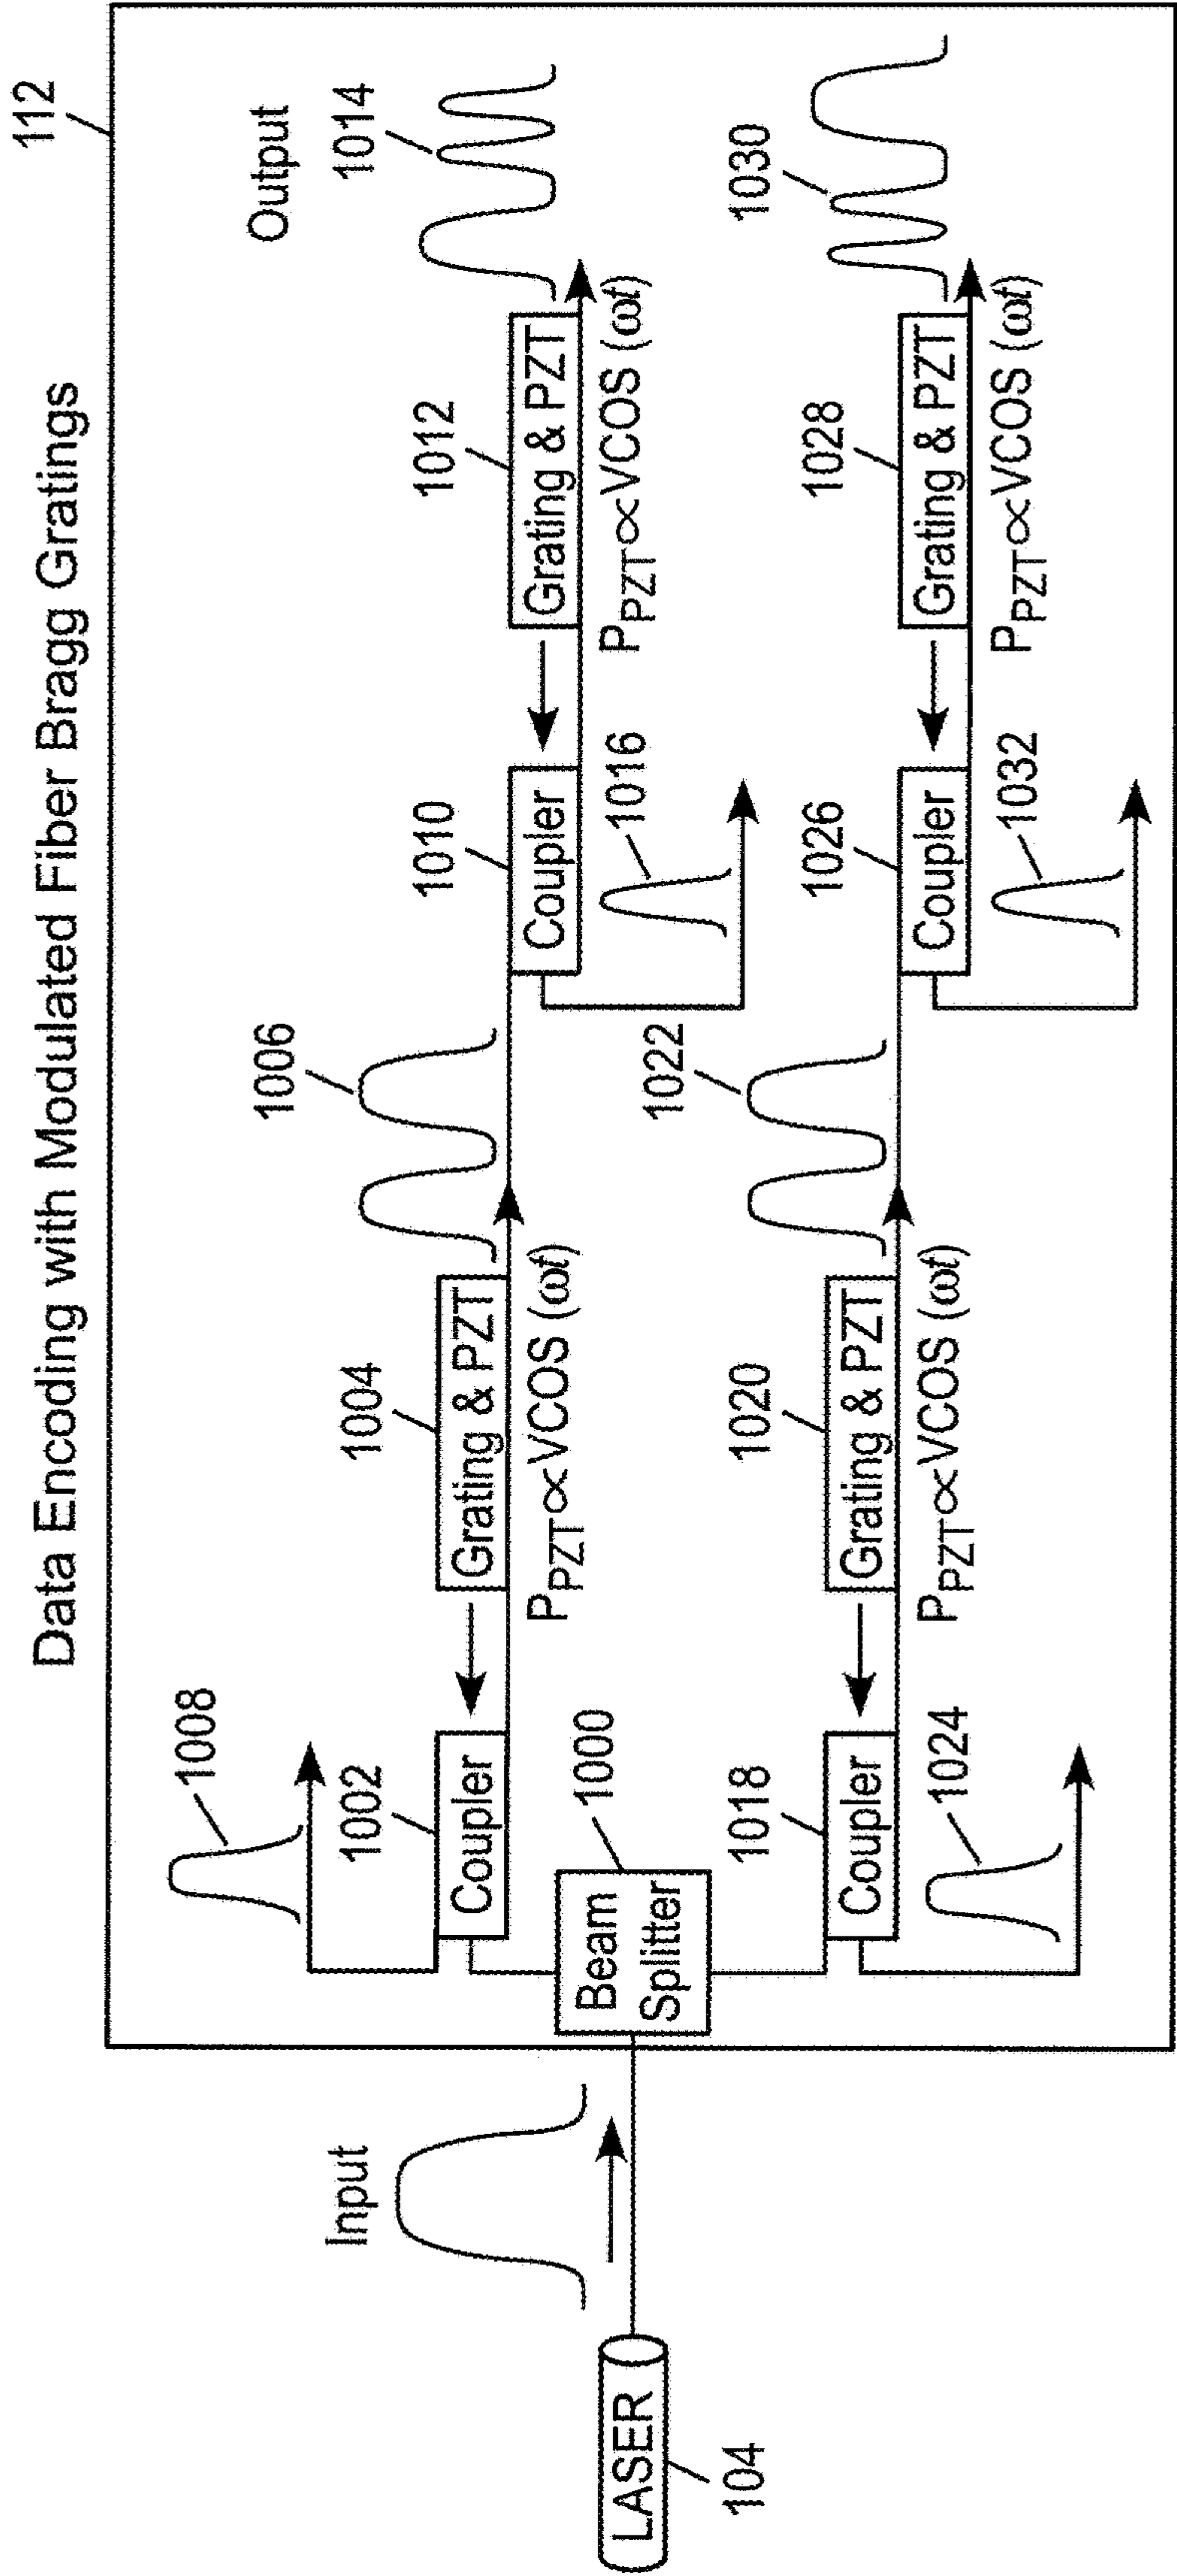 Data Encoding with Modulated Fiber Bragg Gratings
112
Input
LASER
104
Beam
Splitter
1000
1008
1002
Coupler
1004
Grating & PZT
P_PZT∝VCOS (ωt)
1006
1010
Coupler
1016
1012
Grating & PZT
P_PZT∝VCOS (ωt)
Output
1014
1018
Coupler
1024
1020
Grating & PZT
P_PZT∝VCOS (ωt)
1022
1026
Coupler
1032
1028
Grating & PZT
P_PZT∝VCOS (ωt)
1030